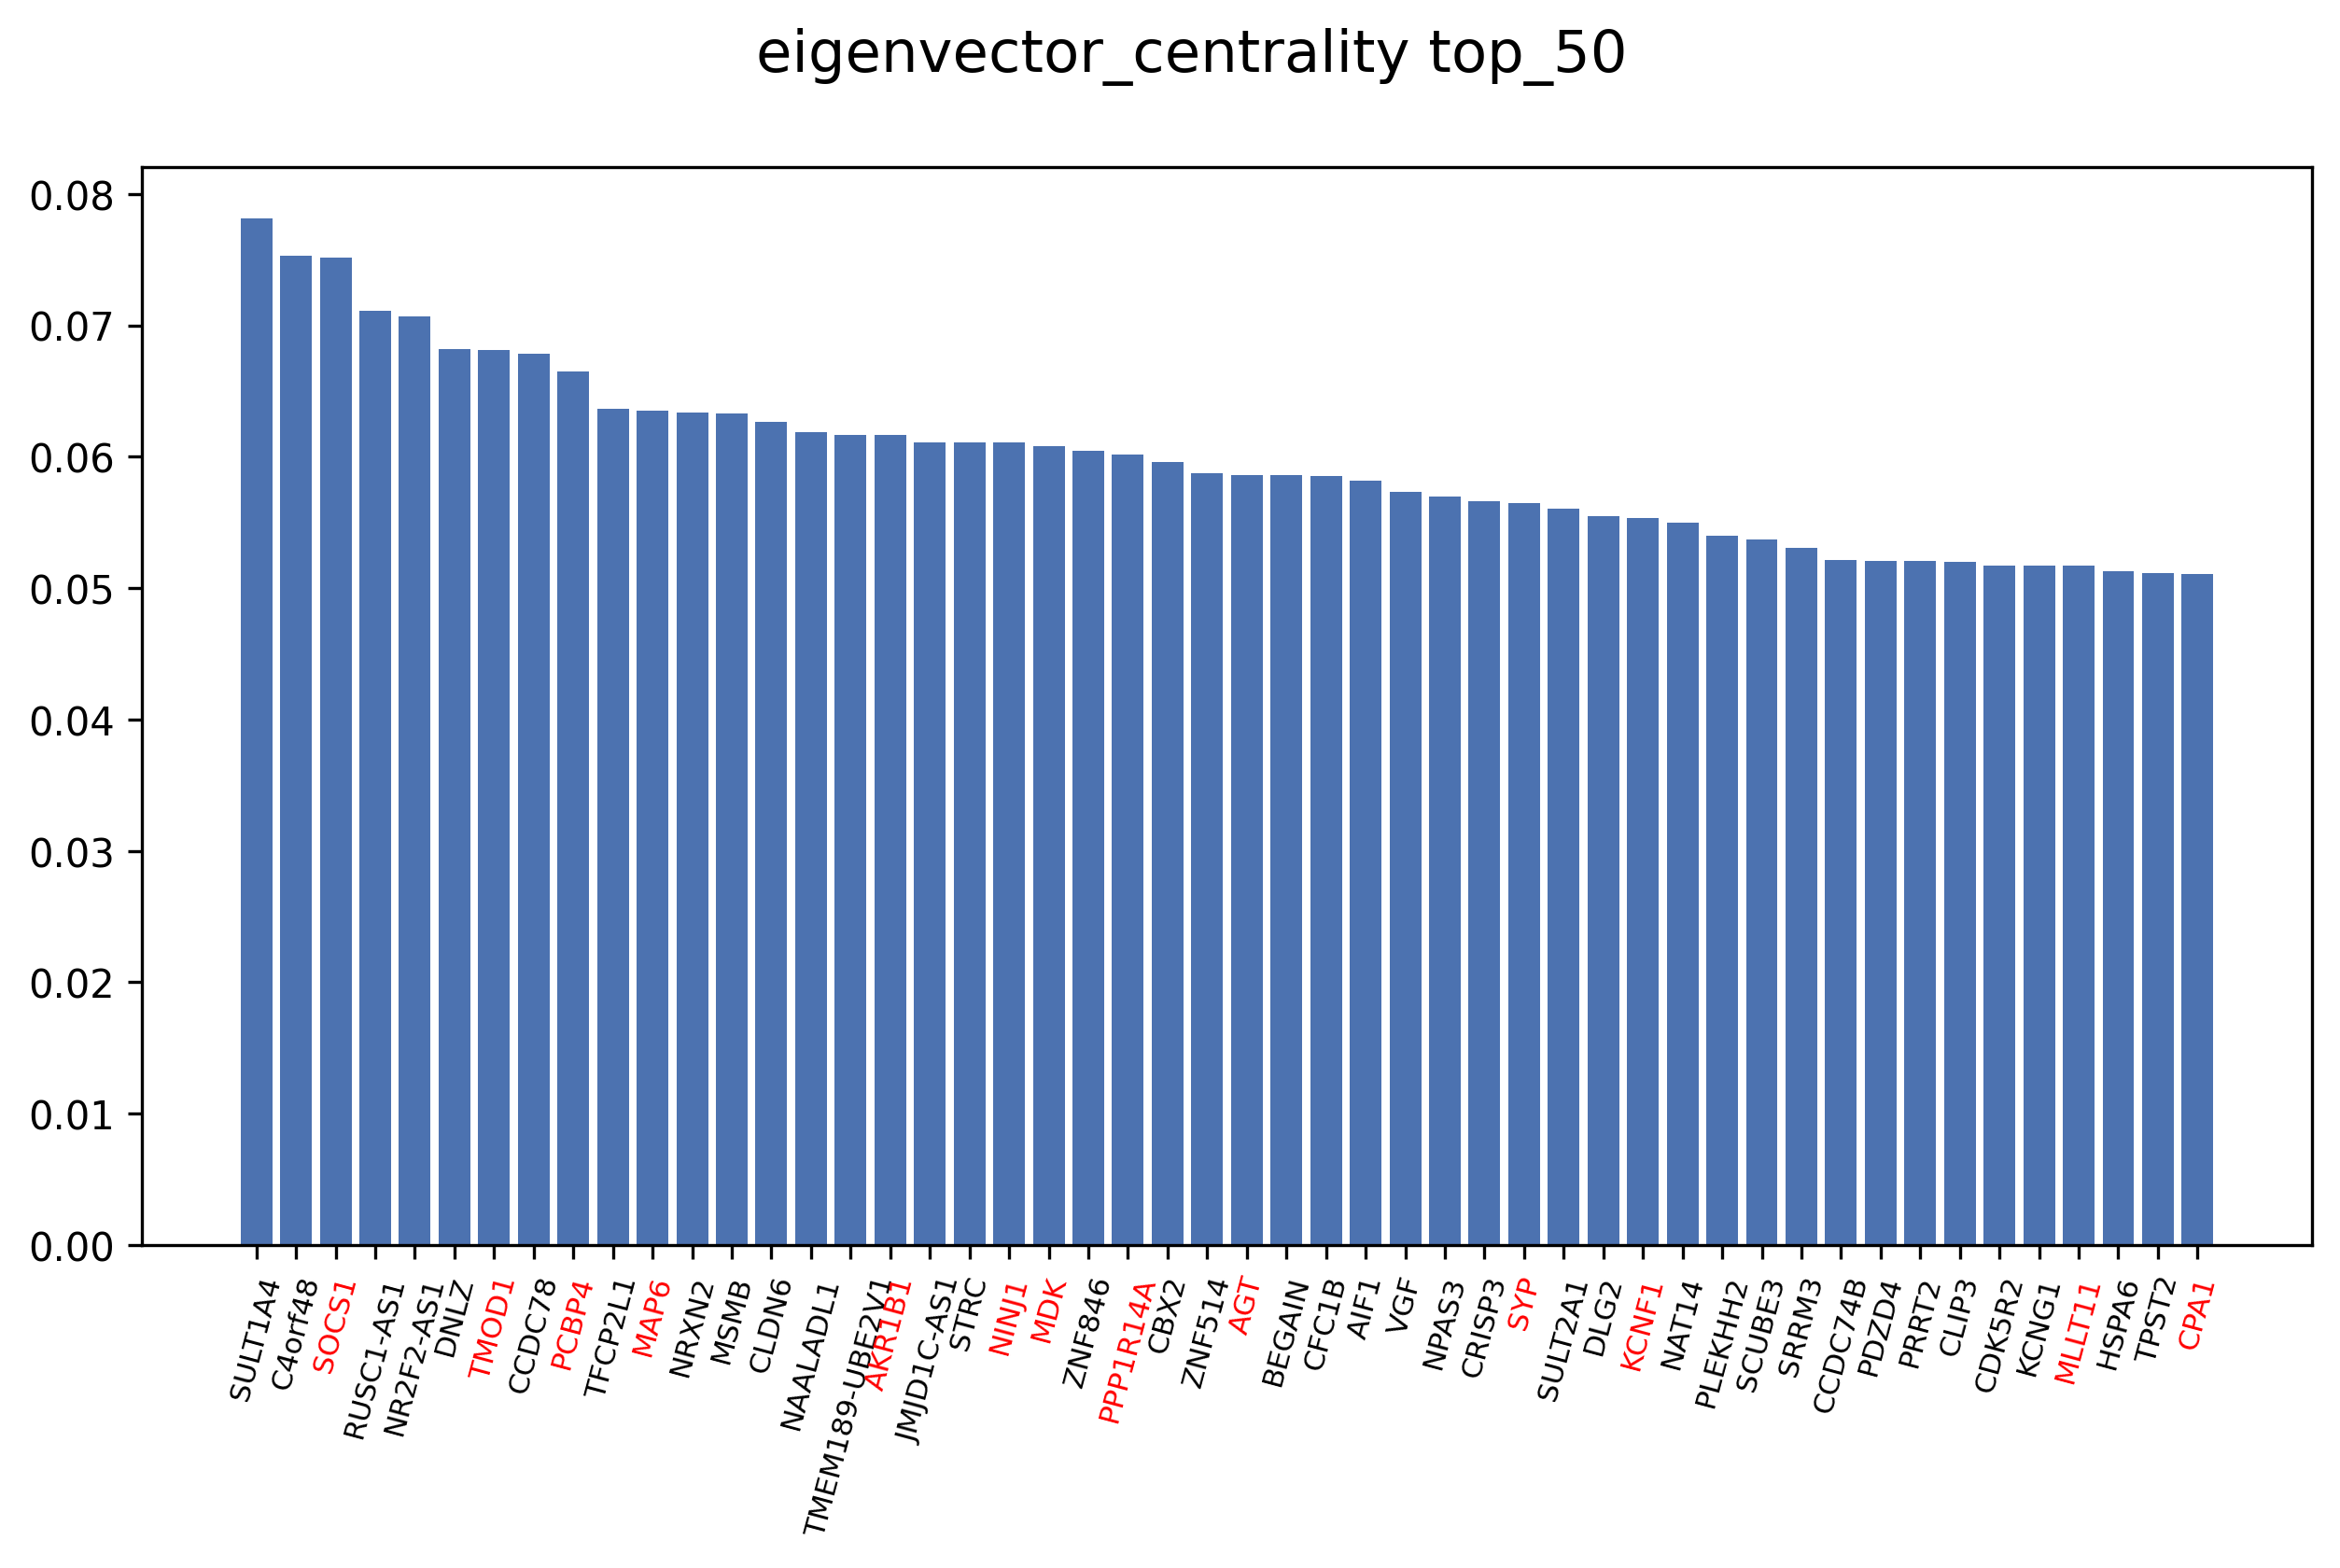 eigenvector_centrality top_50
0.08
0.07
0.06
0.05
0.04
0.03
0.02
0.01
0.00
SULT1A4
C4orf48
SOCS1
RUSC1-AS1
NR2F2-AS1
DNLZ
TMOD1
CCDC78
PCBP4
TFCP2L1
MAP6
NRXN2
MSMB
CLDN6
NAALADL1
TMEM189-UBE2V1
AKR1B1
JMJD1C-AS1
STRC
NINJ1
MDK
ZNF846
PPP1R14A
CBX2
ZNF514
AGT
BEGAIN
CFC1B
AIF1
VGF
NPAS3
CRISP3
SYP
SULT2A1
DLG2
KCNF1
NAT14
PLEKHH2
SCUBE3
SRRM3
CCDC74B
PDZD4
PRRT2
CLIP3
CDK5R2
KCNG1
MLLT11
HSPA6
TPST2
CPA1